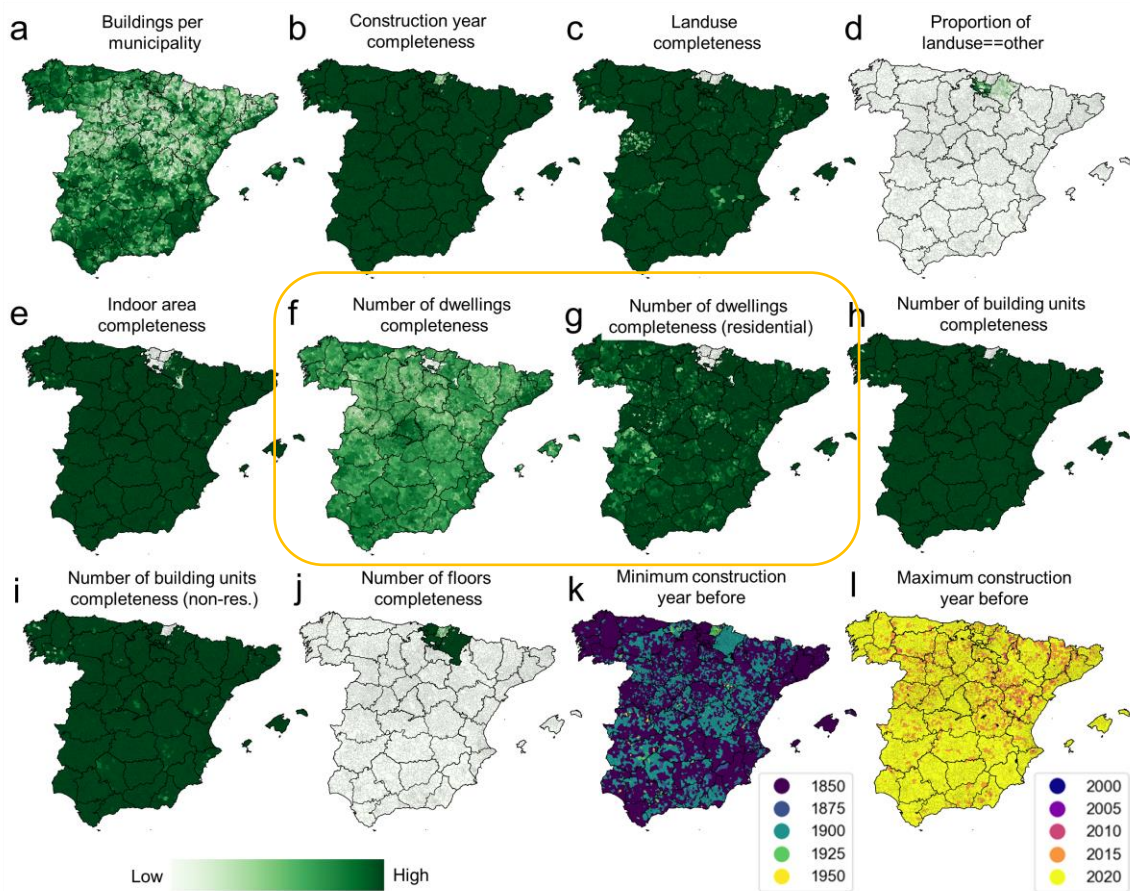 a
Buildings per
municipality
b
Construction year
completeness
c
Landuse
completeness
d
Proportion of
landuse==other
e
Indoor area
completeness
f
Number of dwellings
completeness
g
Number of dwellings
completeness (residential)
h
Number of building units
completeness
i
Number of building units
completeness (non-res.)
j
Number of floors
completeness
k
Minimum construction
year before
l
Maximum construction
year before
1850
1875
1900
1925
1950
2000
2005
2010
2015
2020
Low
High